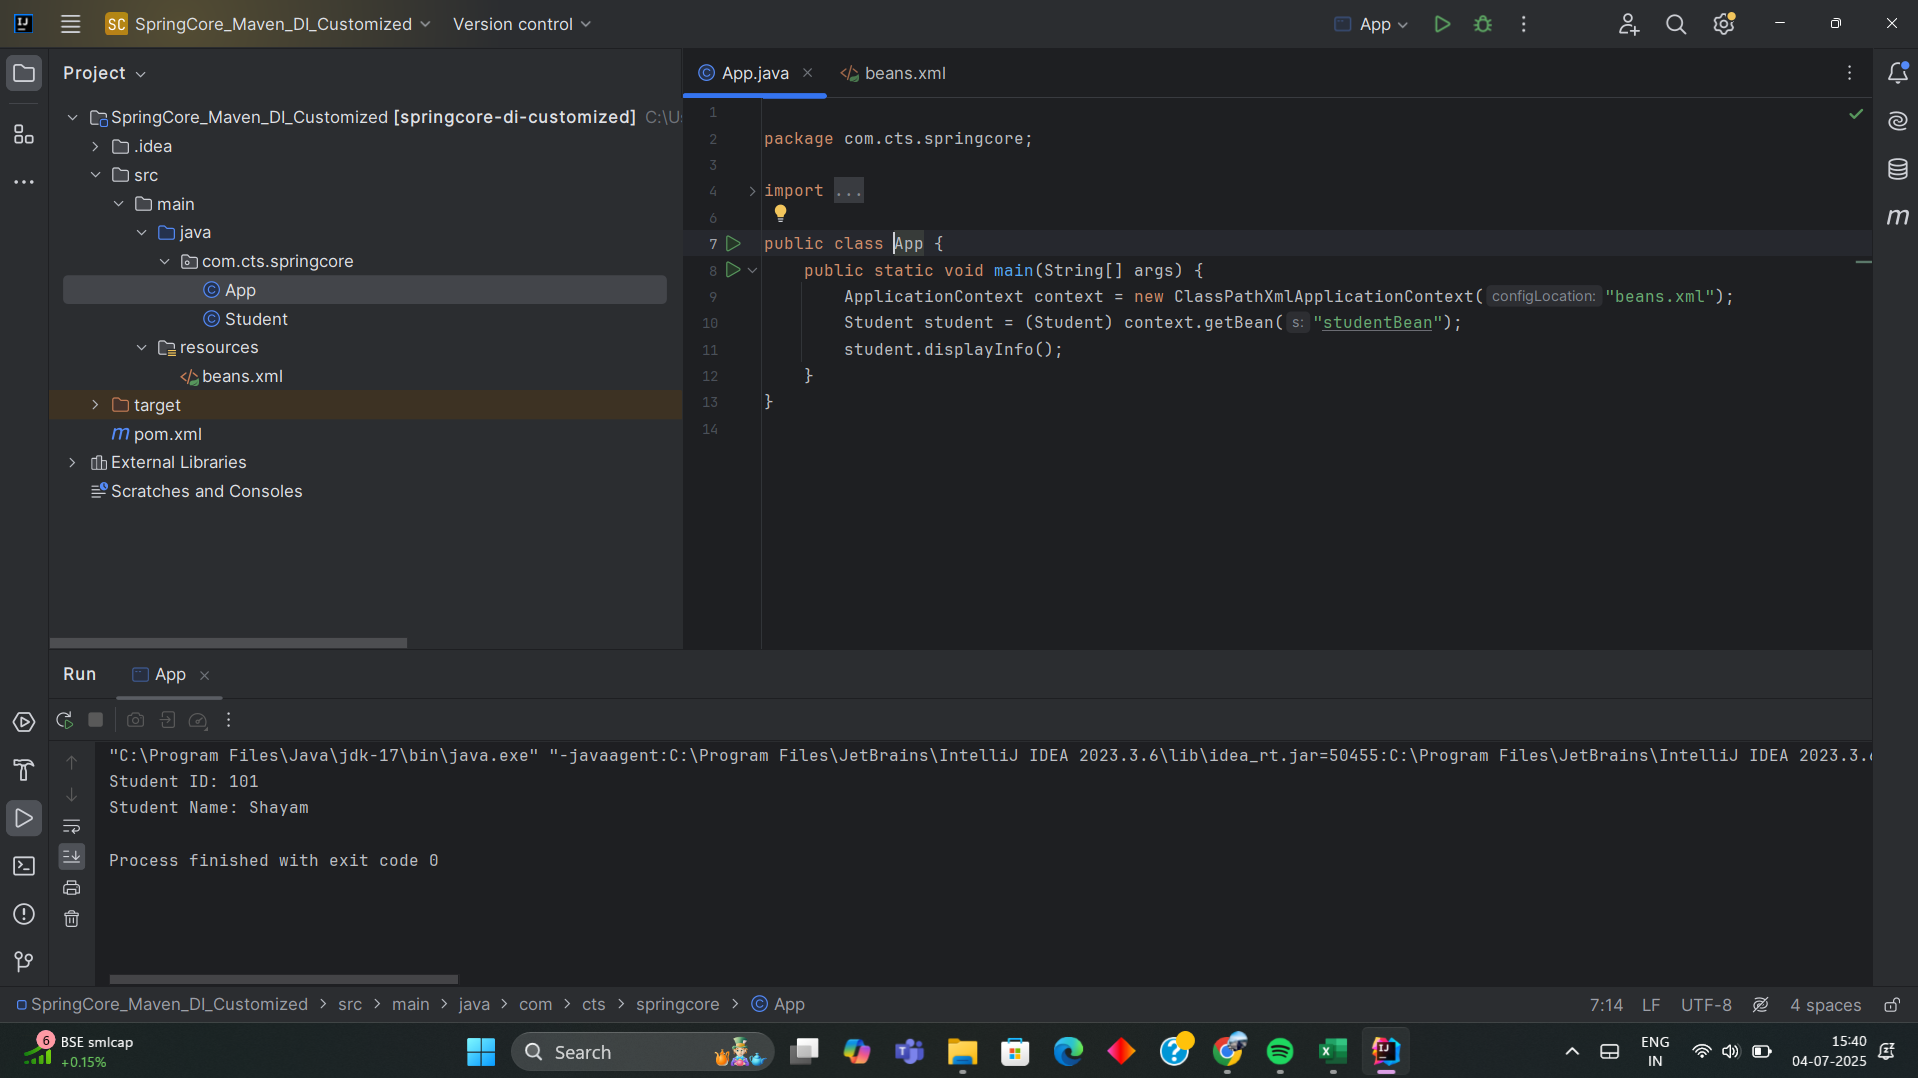 SC SpringCore_Maven_DI_Customized Version control App
Project
App.java beans.xml
SpringCore_Maven_DI_Customized [springcore-di-customized] C:\U
.idea
src
main
java
com.cts.springcore
App
Student
resources
beans.xml
target
pom.xml
External Libraries
Scratches and Consoles
1
2 package com.cts.springcore;
3
4 import ...
6
7 public class App {
8 public static void main(String[] args) {
9 ApplicationContext context = new ClassPathXmlApplicationContext( configLocation: "beans.xml");
10 Student student = (Student) context.getBean( s: "studentBean");
11 student.displayInfo();
12 }
13 }
14
Run App
"C:\Program Files\Java\jdk-17\bin\java.exe" "-javaagent:C:\Program Files\JetBrains\IntelliJ IDEA 2023.3.6\lib\idea_rt.jar=50455:C:\Program Files\JetBrains\IntelliJ IDEA 2023.3.6
Student ID: 101
Student Name: Shayam
Process finished with exit code 0
SpringCore_Maven_DI_Customized > src > main > java > com > cts > springcore > App 7:14 LF UTF-8 4 spaces
6 BSE smlcap
+0.15%
Search
ENG
IN
15:40
04-07-2025